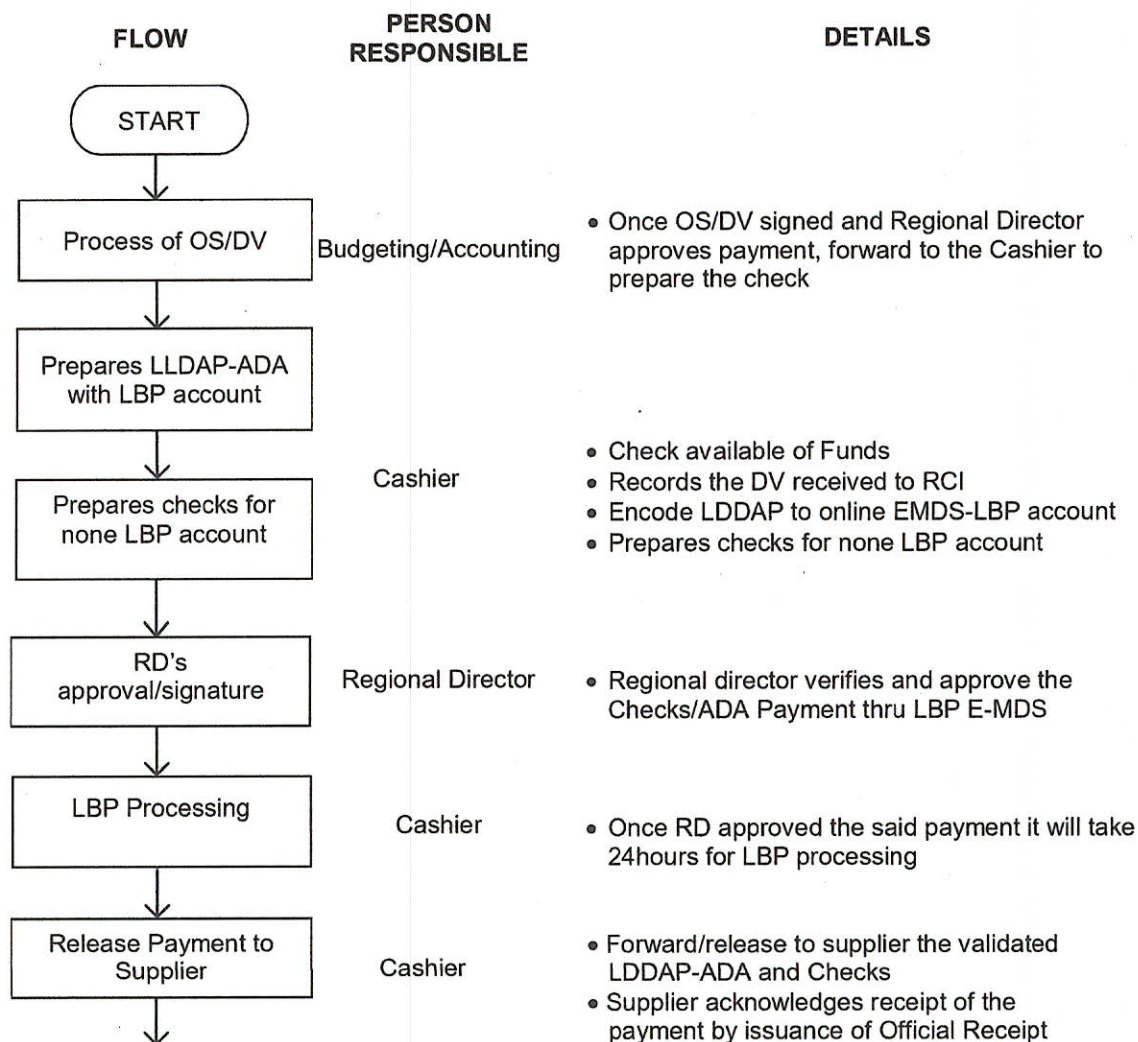 FLOW
PERSON
RESPONSIBLE
DETAILS
START
Process of OS/DV
Budgeting/Accounting
• Once OS/DV signed and Regional Director
approves payment, forward to the Cashier to
prepare the check
Prepares LLDAP-ADA
with LBP account
Prepares checks for
none LBP account
Cashier
• Check available of Funds
• Records the DV received to RCI
• Encode LDDAP to online EMDS-LBP account
• Prepares checks for none LBP account
RD's
approval/signature
Regional Director
• Regional director verifies and approve the
Checks/ADA Payment thru LBP E-MDS
LBP Processing
Cashier
• Once RD approved the said payment it will take
24hours for LBP processing
Release Payment to
Supplier
Cashier
• Forward/release to supplier the validated
LDDAP-ADA and Checks
• Supplier acknowledges receipt of the
payment by issuance of Official Receipt